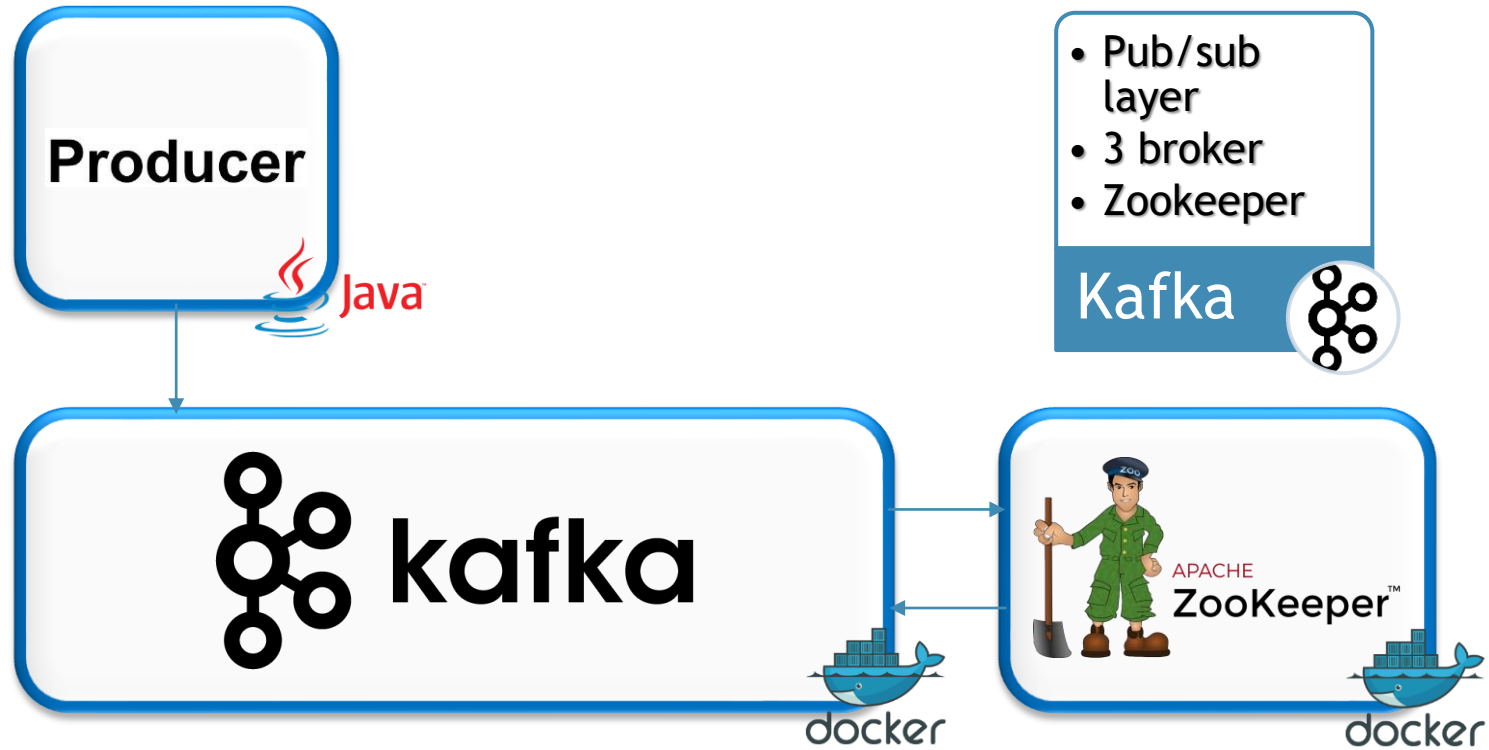 Producer
Java
• Pub/sub
layer
• 3 broker
• Zookeeper
Kafka
kafka
ZOO
APACHE
ZooKeeper™
docker
docker